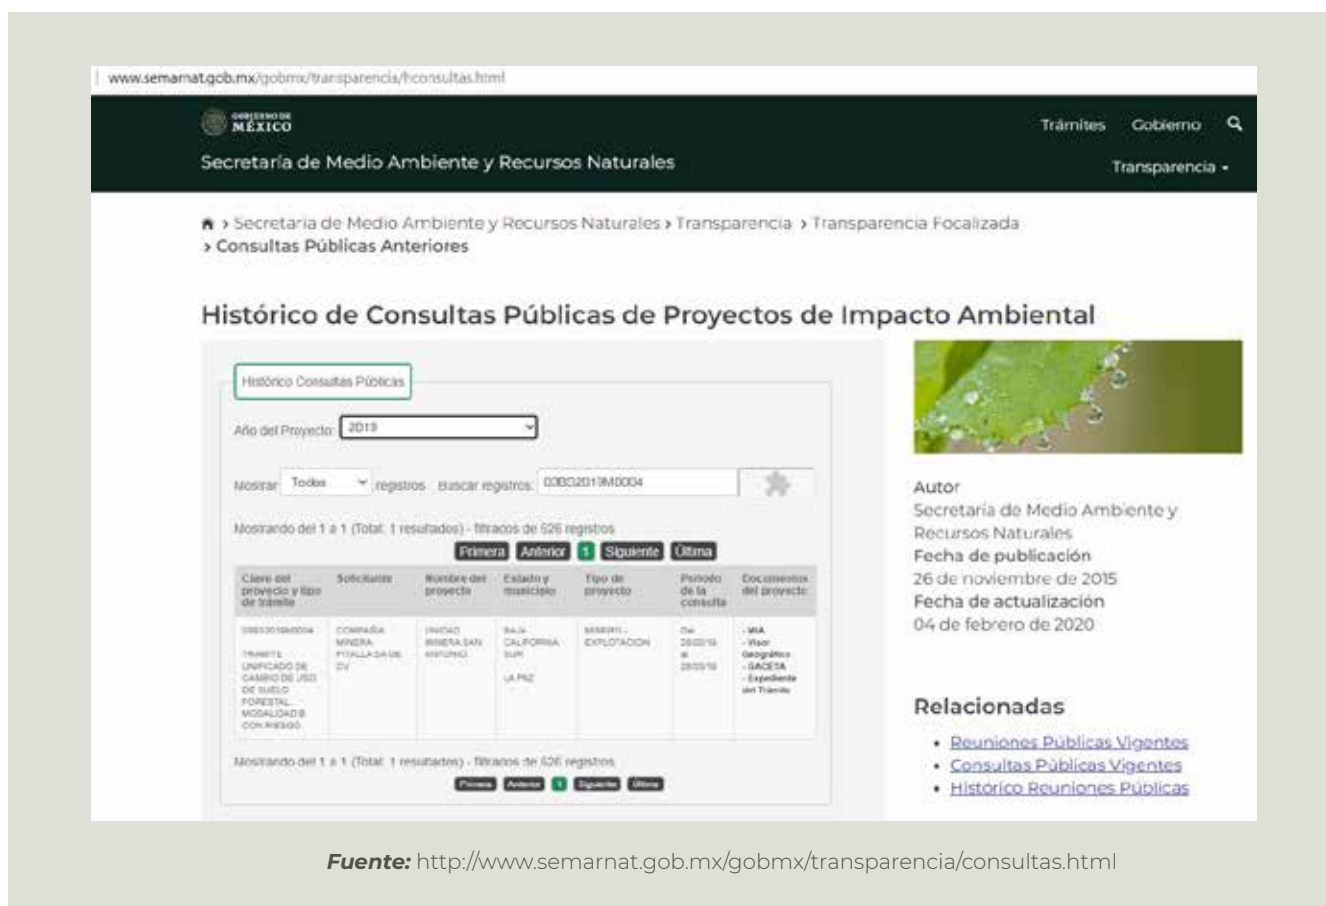 www.semarnat.gob.mx/gobmx/transparencia/hconsultas.html
GOBIERNO DE
MÉXICO
Trámites Gobierno
Secretaría de Medio Ambiente y Recursos Naturales
Transparencia
> Secretaría de Medio Ambiente y Recursos Naturales > Transparencia > Transparencia Focalizada
> Consultas Públicas Anteriores
Histórico de Consultas Públicas de Proyectos de Impacto Ambiental
Histórico Consultas Públicas
Año del Proyecto: 2019
Mostrar Todos registros Buscar registros: 03BS2019M0004
Mostrando del 1 a 1 (Total: 1 resultados) - filtrados de 526 registros
Primera Anterior 1 Siguiente Última
Clave del proyecto y tipo de trámite
Solicitante
Nombre del proyecto
Estado y municipio
Tipo de proyecto
Periodo de la consulta
Documentos del proyecto
03BS2019M0004
TRAMITE
UNIFICADO DE
CAMBIO DE USO
DE SUELO
FORESTAL.
MODALIDAD B
CON RIESGO
COMPAÑÍA
MINERA
PITALLA SA DE
CV
UNIDAD
MINERA SAN
ANTONIO
BAJA
CALIFORNIA
SUR
LA PAZ
MINERO -
EXPLOTACION
Del
al
- MIA
- Visor
Geográfico
- GACETA
- Expediente
del Trámite
Mostrando del 1 a 1 (Total: 1 resultados) - filtrados de 526 registros
Primera Anterior 1 Siguiente Última
Autor
Secretaría de Medio Ambiente y
Recursos Naturales
Fecha de publicación
26 de noviembre de 2015
Fecha de actualización
04 de febrero de 2020
Relacionadas
• Reuniones Públicas Vigentes
• Consultas Públicas Vigentes
• Histórico Reuniones Públicas
Fuente: http://www.semarnat.gob.mx/gobmx/transparencia/consultas.html